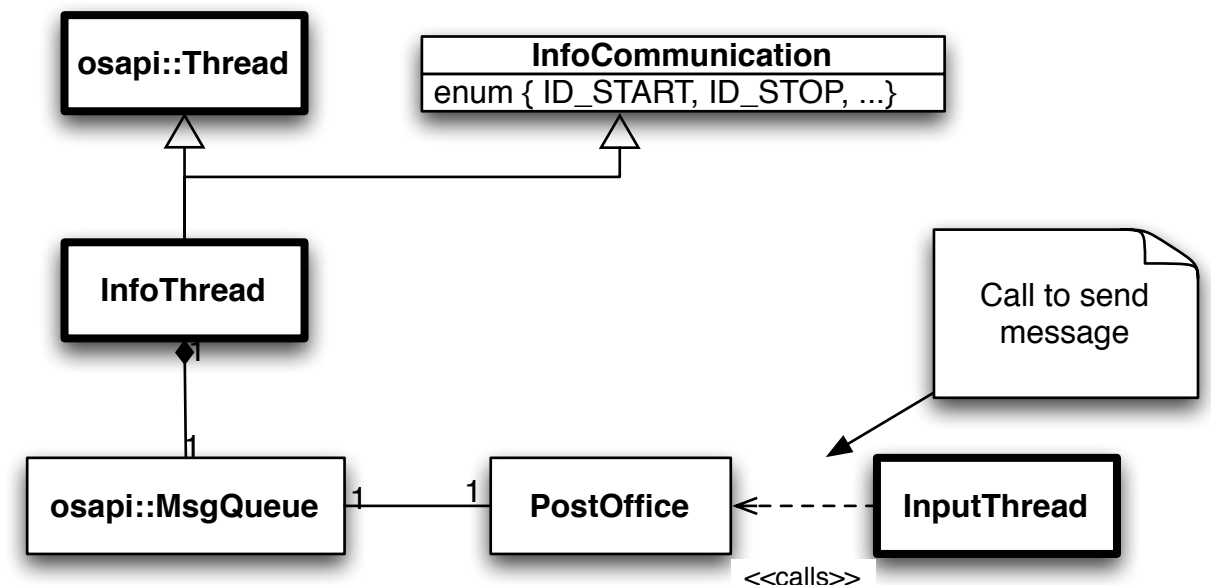 osapi::Thread
InfoCommunication
enum { ID_START, ID_STOP, ...}
InfoThread
Call to send
message
1
1
osapi::MsgQueue
1
1
PostOffice
InputThread
<<calls>>